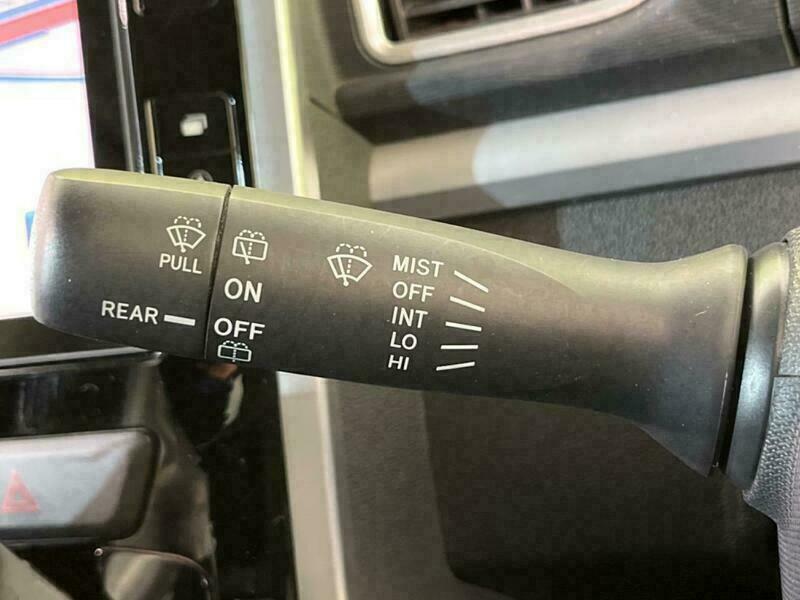 PULL
REAR
ON
OFF
MIST
OFF
INT
LO
HI